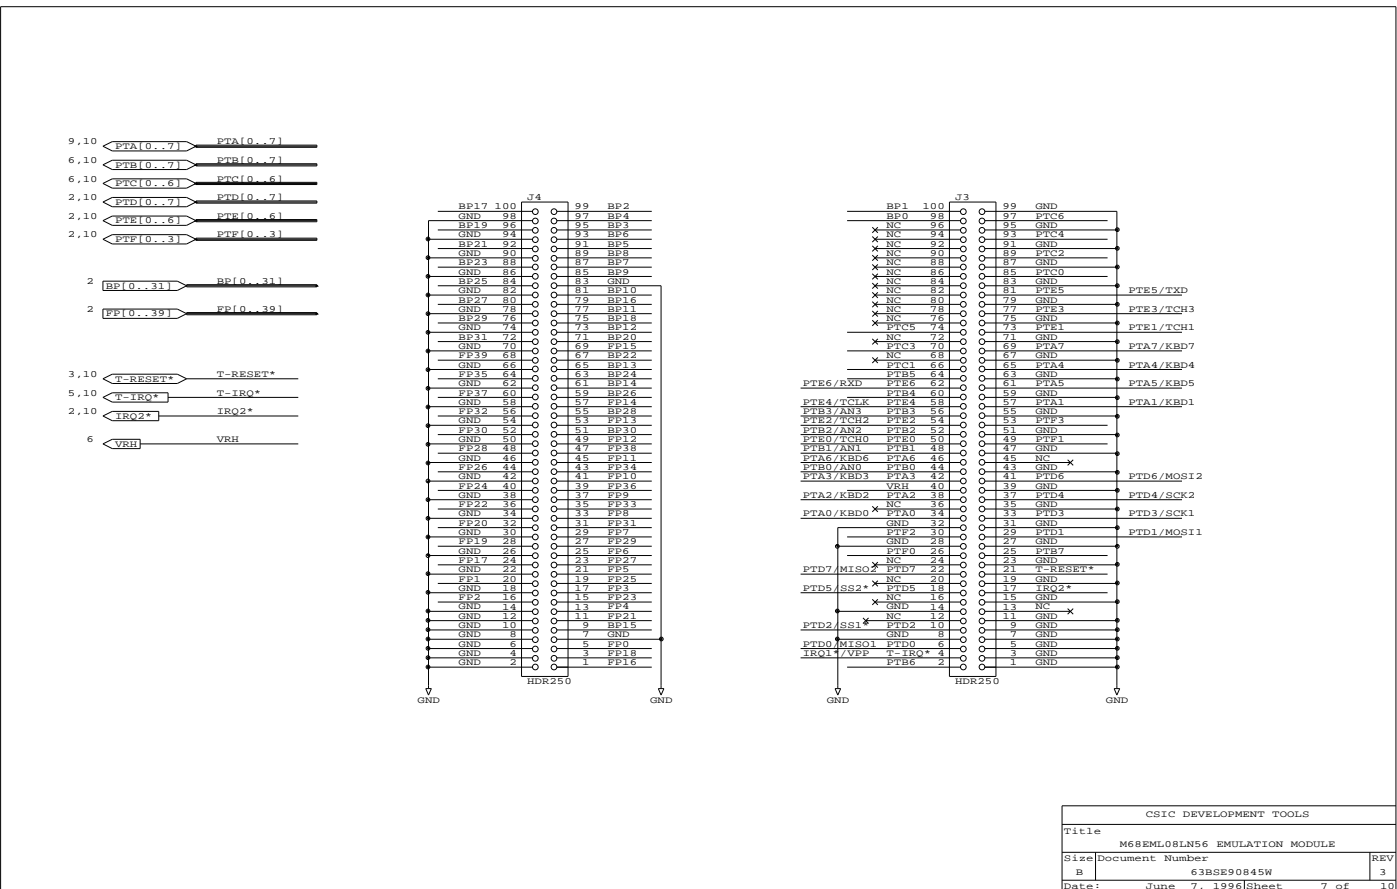 9,10 PTA[0..7] PTA[0..7]
6,10 PTB[0..7] PTB[0..7]
6,10 PTC[0..6] PTC[0..6]
2,10 PTD[0..7] PTD[0..7]
2,10 PTE[0..6] PTE[0..6]
2,10 PTF[0..3] PTF[0..3]
2 BP[0..31] BP[0..31]
2 FP[0..39] FP[0..39]
3,10 T-RESET* T-RESET*
5,10 T-IRQ* T-IRQ*
2,10 IRQ2* IRQ2*
6 VRH VRH
J4
BP17 100 99 BP2
GND 98 97 BP4
BP19 96 95 BP3
GND 94 93 BP6
BP21 92 91 BP5
GND 90 89 BP8
BP23 88 87 BP7
GND 86 85 BP9
BP25 84 83 GND
GND 82 81 BP10
BP27 80 79 BP16
GND 78 77 BP11
BP29 76 75 BP18
GND 74 73 BP12
BP31 72 71 BP20
GND 70 69 FP15
FP39 68 67 BP22
GND 66 65 BP13
FP35 64 63 BP24
GND 62 61 BP14
FP37 60 59 BP26
GND 58 57 FP14
FP32 56 55 BP28
GND 54 53 FP13
FP30 52 51 BP30
GND 50 49 FP12
FP28 48 47 FP38
GND 46 45 FP11
FP26 44 43 FP34
GND 42 41 FP10
FP24 40 39 FP36
GND 38 37 FP9
FP22 36 35 FP33
GND 34 33 FP8
FP20 32 31 FP31
GND 30 29 FP7
FP19 28 27 FP29
GND 26 25 FP6
FP17 24 23 FP27
GND 22 21 FP5
FP1 20 19 FP25
GND 18 17 FP3
FP2 16 15 FP23
GND 14 13 FP4
GND 12 11 FP21
GND 10 9 BP15
GND 8 7 GND
GND 6 5 FP0
GND 4 3 FP18
GND 2 1 FP16
HDR250
GND GND
J3
BP1 100 99 GND
BP0 98 97 PTC6
NC 96 95 GND
NC 94 93 PTC4
NC 92 91 GND
NC 90 89 PTC2
NC 88 87 GND
NC 86 85 PTC0
NC 84 83 GND
NC 82 81 PTE5 PTE5/TXD
NC 80 79 GND
NC 78 77 PTE3 PTE3/TCH3
NC 76 75 GND
PTC5 74 73 PTE1 PTE1/TCH1
NC 72 71 GND
PTC3 70 69 PTA7 PTA7/KBD7
NC 68 67 GND
PTC1 66 65 PTA4 PTA4/KBD4
PTB5 64 63 GND
PTE6/RXD PTE6 62 61 PTA5 PTA5/KBD5
PTB4 60 59 GND
PTE4/TCLK PTE4 58 57 PTA1 PTA1/KBD1
PTB3/AN3 PTB3 56 55 GND
PTE2/TCH2 PTE2 54 53 PTF3
PTB2/AN2 PTB2 52 51 GND
PTE0/TCH0 PTE0 50 49 PTF1
PTB1/AN1 PTB1 48 47 GND
PTA6/KBD6 PTA6 46 45 NC
PTB0/AN0 PTB0 44 43 GND
PTA3/KBD3 PTA3 42 41 PTD6 PTD6/MOSI2
VRH 40 39 GND
PTA2/KBD2 PTA2 38 37 PTD4 PTD4/SCK2
NC 36 35 GND
PTA0/KBD0 PTA0 34 33 PTD3 PTD3/SCK1
GND 32 31 GND
PTF2 30 29 PTD1 PTD1/MOSI1
GND 28 27 GND
PTF0 26 25 PTB7
NC 24 23 GND
PTD7/MISO2 PTD7 22 21 T-RESET*
NC 20 19 GND
PTD5/SS2* PTD5 18 17 IRQ2*
NC 16 15 GND
GND 14 13 NC
NC 12 11 GND
PTD2/SS1* PTD2 10 9 GND
GND 8 7 GND
PTD0/MISO1 PTD0 6 5 GND
IRQ1*/VPP T-IRQ* 4 3 GND
PTB6 2 1 GND
HDR250
GND GND
CSIC DEVELOPMENT TOOLS
Title
M68EML08LN56 EMULATION MODULE
Size Document Number REV
B 63BSE90845W 3
Date: June 7, 1996 Sheet 7 of 10